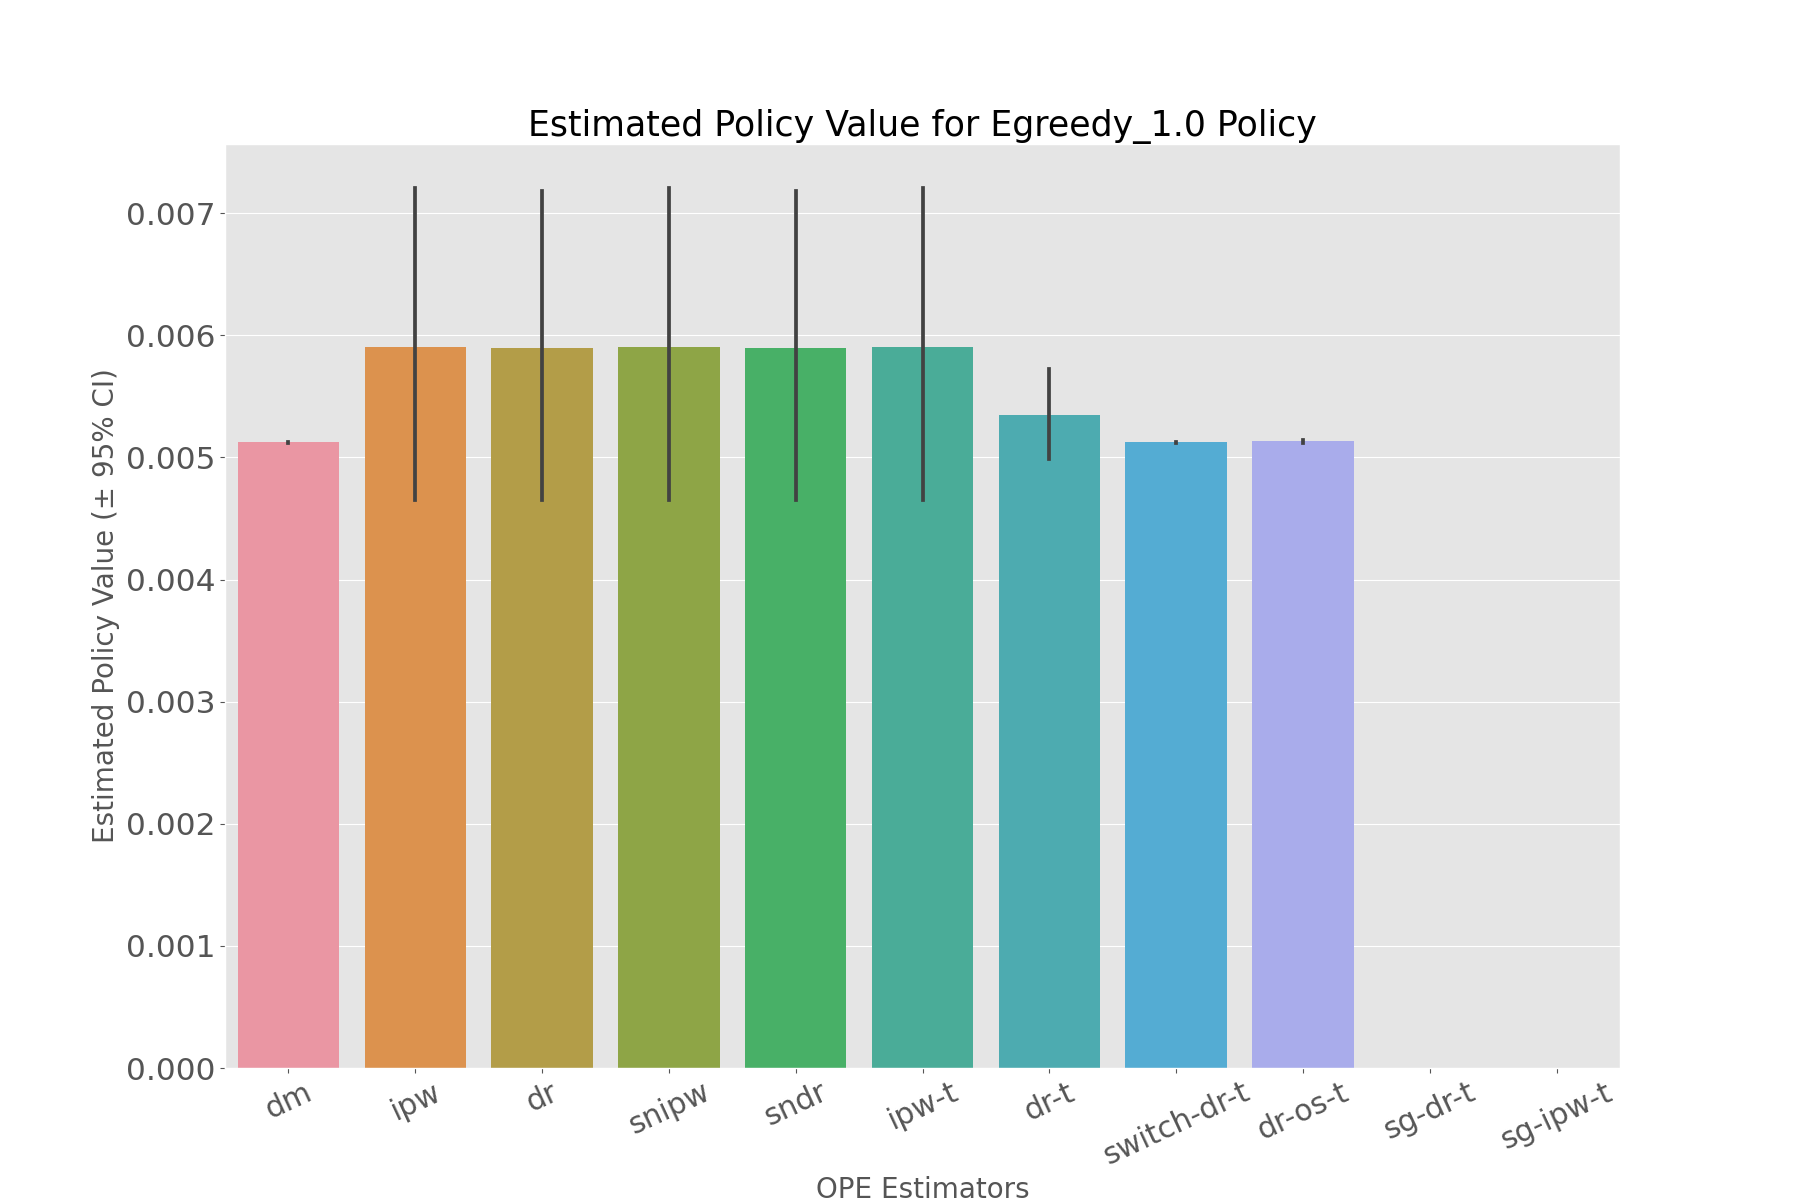 Estimated Policy Value for Egreedy_1.0 Policy
Estimated Policy Value (± 95% CI)
0.007
0.006
0.005
0.004
0.003
0.002
0.001
0.000
dm
ipw
dr
snipw
sndr
ipw-t
dr-t
switch-dr-t
dr-os-t
sg-dr-t
sg-ipw-t
OPE Estimators